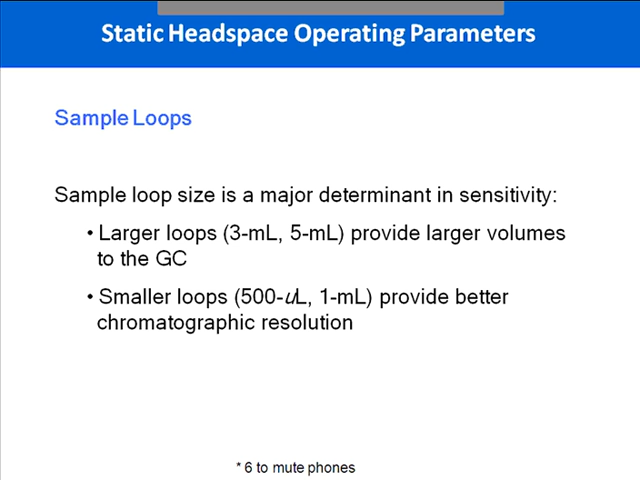 Static Headspace Operating Parameters
Sample Loops
Sample loop size is a major determinant in sensitivity:
• Larger loops (3-mL, 5-mL) provide larger volumes
to the GC
• Smaller loops (500-uL, 1-mL) provide better
chromatographic resolution
* 6 to mute phones